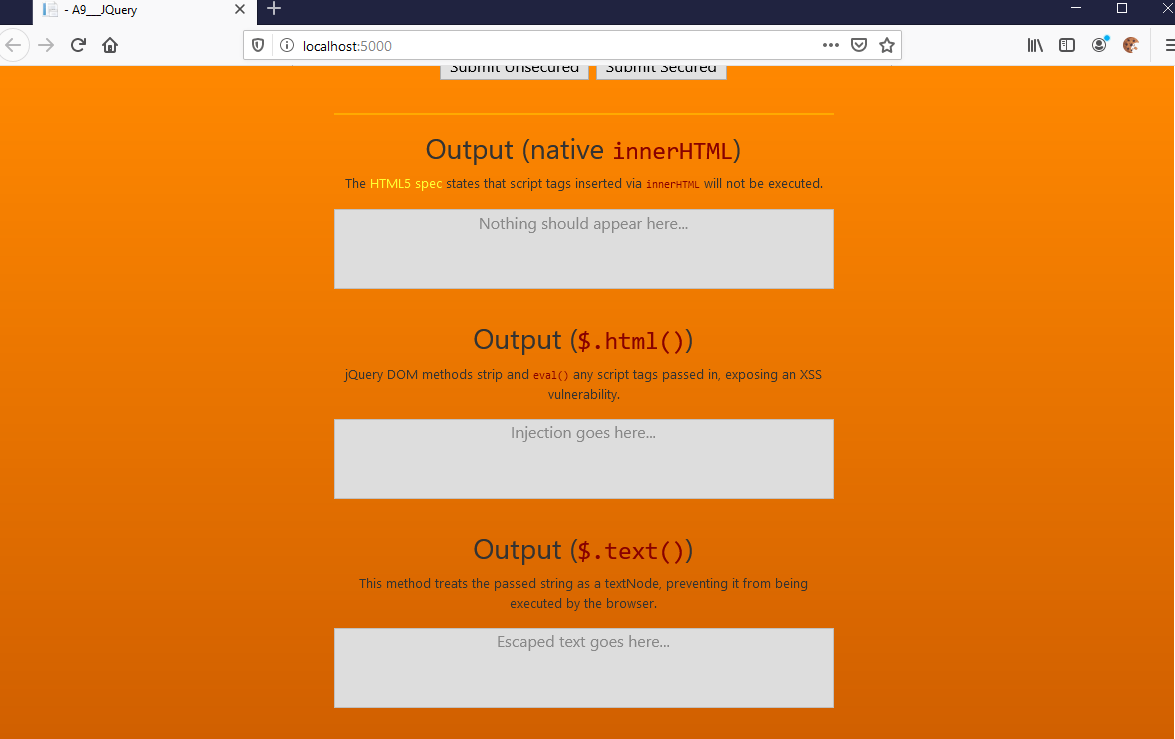 - A9___JQuery
localhost:5000
Submit Unsecured Submit Secured
Output (native innerHTML)
The HTML5 spec states that script tags inserted via innerHTML will not be executed.
Nothing should appear here...
Output ($.html())
jQuery DOM methods strip and eval() any script tags passed in, exposing an XSS
vulnerability.
Injection goes here...
Output ($.text())
This method treats the passed string as a textNode, preventing it from being
executed by the browser.
Escaped text goes here...